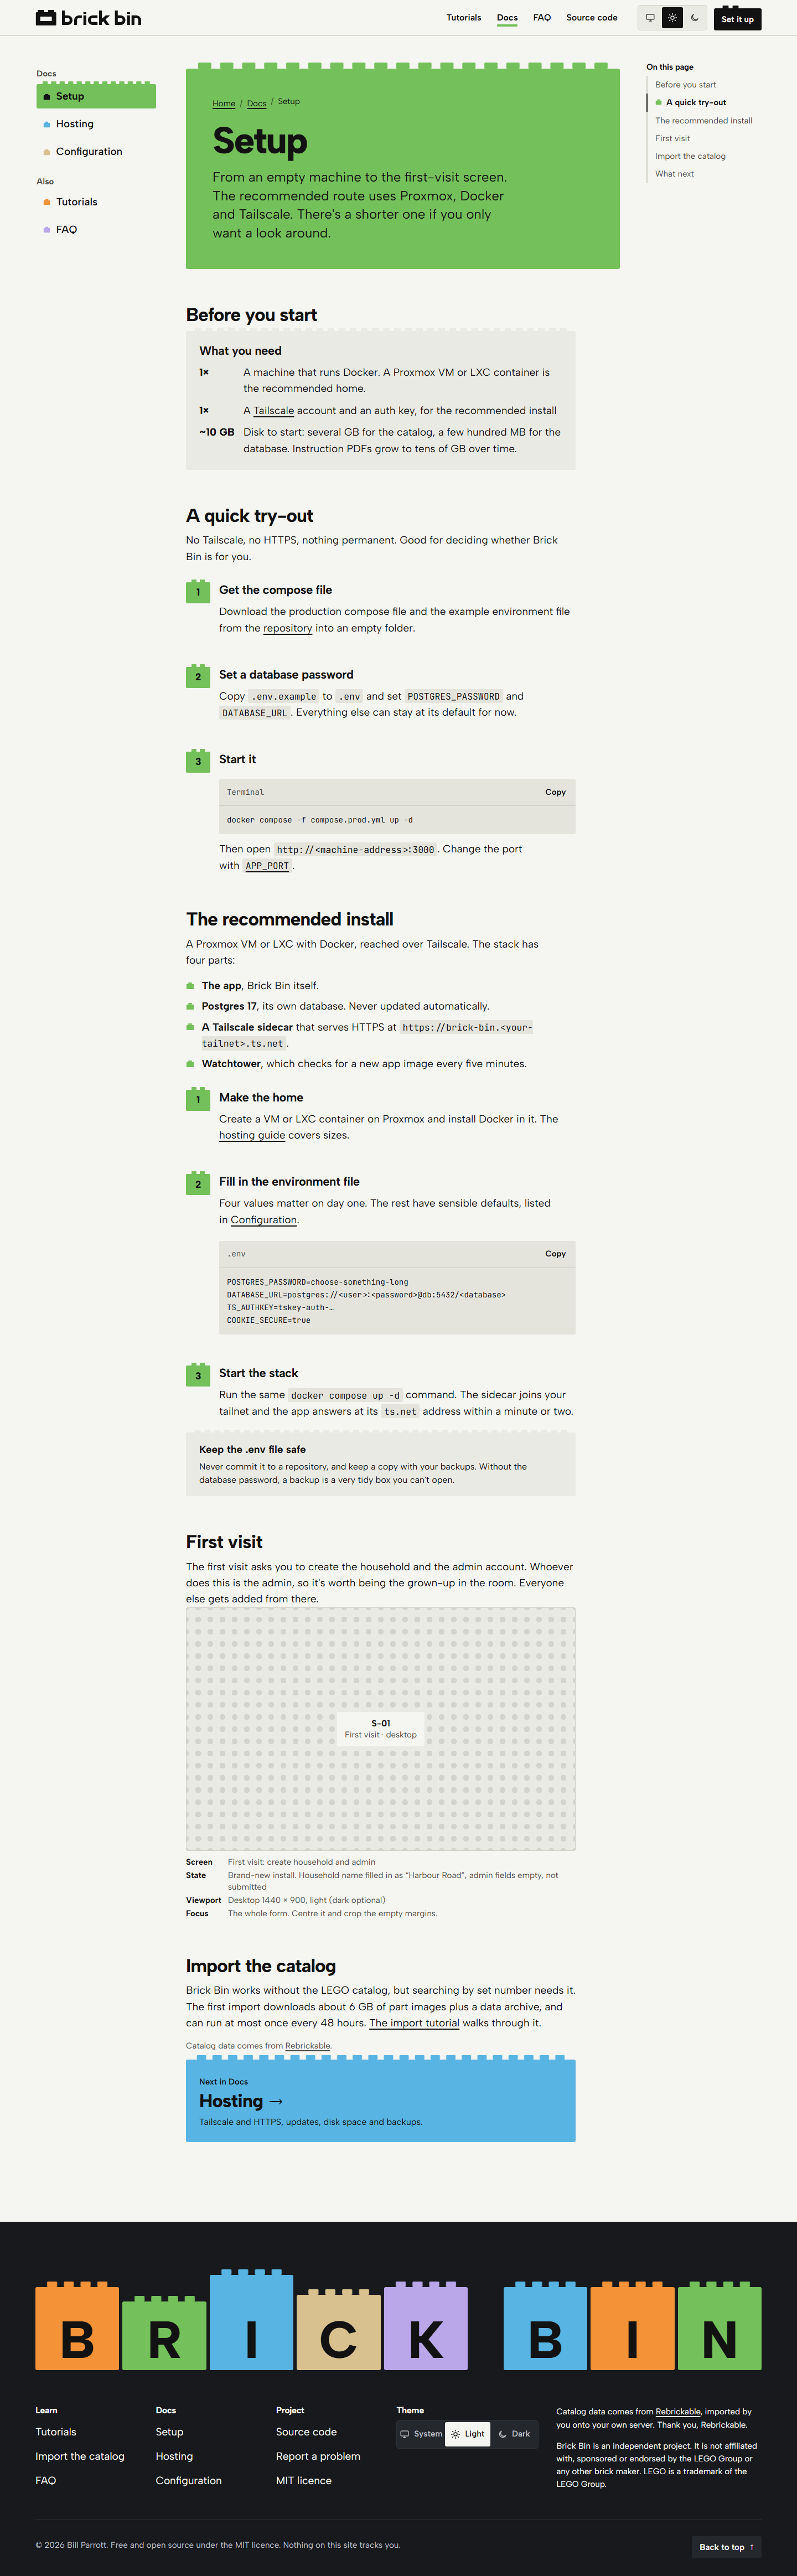 brick bin
Tutorials
Docs
FAQ
Source code
Set it up
Docs
Setup
Hosting
Configuration
Also
Tutorials
FAQ
Home / Docs / Setup
Setup
From an empty machine to the first-visit screen.
The recommended route uses Proxmox, Docker
and Tailscale. There's a shorter one if you only
want a look around.
On this page
Before you start
A quick try-out
The recommended install
First visit
Import the catalog
What next
Before you start
What you need
1× A machine that runs Docker. A Proxmox VM or LXC container is
the recommended home.
1× A Tailscale account and an auth key, for the recommended install
~10 GB Disk to start: several GB for the catalog, a few hundred MB for the
database. Instruction PDFs grow to tens of GB over time.
A quick try-out
No Tailscale, no HTTPS, nothing permanent. Good for deciding whether Brick
Bin is for you.
1 Get the compose file
Download the production compose file and the example environment file
from the repository into an empty folder.
2 Set a database password
Copy .env.example to .env and set POSTGRES_PASSWORD and
DATABASE_URL. Everything else can stay at its default for now.
3 Start it
Terminal Copy
docker compose -f compose.prod.yml up -d
Then open http://<machine-address>:3000. Change the port
with APP_PORT.
The recommended install
A Proxmox VM or LXC with Docker, reached over Tailscale. The stack has
four parts:
The app, Brick Bin itself.
Postgres 17, its own database. Never updated automatically.
A Tailscale sidecar that serves HTTPS at https://brick-bin.<your-
tailnet>.ts.net.
Watchtower, which checks for a new app image every five minutes.
1 Make the home
Create a VM or LXC container on Proxmox and install Docker in it. The
hosting guide covers sizes.
2 Fill in the environment file
Four values matter on day one. The rest have sensible defaults, listed
in Configuration.
.env Copy
POSTGRES_PASSWORD=choose-something-long
DATABASE_URL=postgres://<user>:<password>@db:5432/<database>
TS_AUTHKEY=tskey-auth-…
COOKIE_SECURE=true
3 Start the stack
Run the same docker compose up -d command. The sidecar joins your
tailnet and the app answers at its ts.net address within a minute or two.
Keep the .env file safe
Never commit it to a repository, and keep a copy with your backups. Without the
database password, a backup is a very tidy box you can't open.
First visit
The first visit asks you to create the household and the admin account. Whoever
does this is the admin, so it's worth being the grown-up in the room. Everyone
else gets added from there.
S-01
First visit · desktop
Screen First visit: create household and admin
State Brand-new install. Household name filled in as "Harbour Road", admin fields empty, not
submitted
Viewport Desktop 1440 × 900, light (dark optional)
Focus The whole form. Centre it and crop the empty margins.
Import the catalog
Brick Bin works without the LEGO catalog, but searching by set number needs it.
The first import downloads about 6 GB of part images plus a data archive, and
can run at most once every 48 hours. The import tutorial walks through it.
Catalog data comes from Rebrickable.
Next in Docs
Hosting →
Tailscale and HTTPS, updates, disk space and backups.
BRICK BIN
Learn
Tutorials
Import the catalog
FAQ
Docs
Setup
Hosting
Configuration
Project
Source code
Report a problem
MIT licence
Theme
System Light Dark
Catalog data comes from Rebrickable, imported by
you onto your own server. Thank you, Rebrickable.
Brick Bin is an independent project. It is not affiliated
with, sponsored or endorsed by the LEGO Group or
any other brick maker. LEGO is a trademark of the
LEGO Group.
© 2026 Bill Parrott. Free and open source under the MIT licence. Nothing on this site tracks you.
Back to top ↑